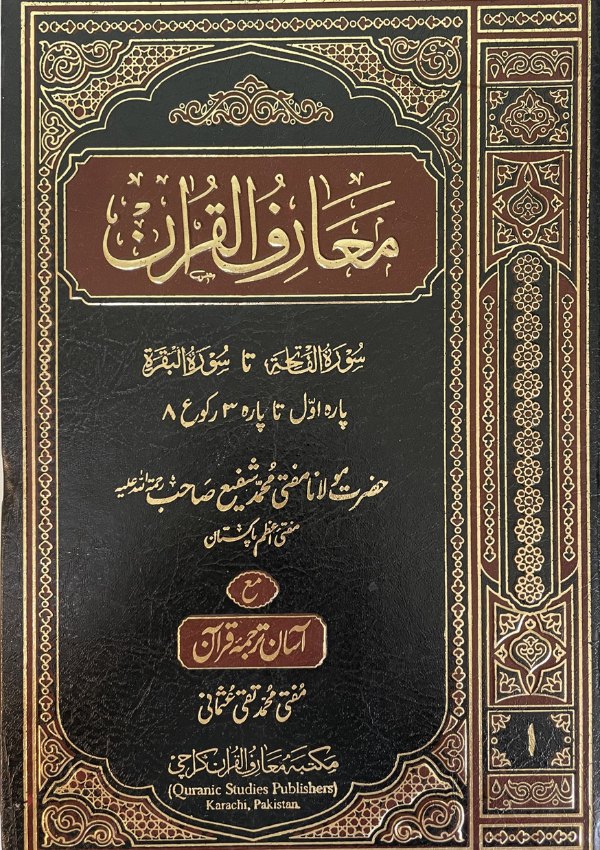 معارف القرآن
سورۃ الفاتحۃ تا سورۃ البقرۃ
پارہ اوّل تا پارہ ۳ رکوع ۸
حضرت مولانا مفتی محمد شفیع صاحب رحمۃ اللہ علیہ
مفتی اعظم پاکستان
مع
آسان ترجمۂ قرآن
مفتی محمد تقی عثمانی
مکتبہ معارف القرآن کراچی
(Quranic Studies Publishers)
Karachi, Pakistan.
۱